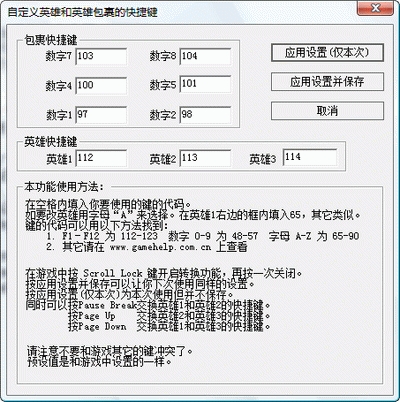 自定义英雄和英雄包裹的快捷键
包裹快捷键
数字7 103 数字8 104
数字4 100 数字5 101
数字1 97 数字2 98
应用设置(仅本次)
应用设置并保存
取消
英雄快捷键
英雄1 112 英雄2 113 英雄3 114
本功能使用方法:
在空格内填入你要使用的键的代码。
如要改英雄用字母“A”来选择。在英雄1右边的框内填入65,其它类似。
键的代码可以用以下方法找到:
1. F1－F12 为 112-123 数字 0-9 为 48-57 字母 A-Z 为 65-90
2. 其它请在 www.gamehelp.com.cn 上查看
在游戏中按 Scroll Lock 键开启转换功能，再按一次关闭。
按应用设置并保存可以让你下次使用同样的设置。
按应用设置(仅本次)为本次使用但并不保存。
同时可以按Pause Break交换英雄1和英雄2的快捷键。
按Page Up 交换英雄2和英雄3的快捷键。
按Page Down 交换英雄1和英雄3的快捷键。
请注意不要和游戏其它的键冲突了。
预设值是和游戏中设置的一样。